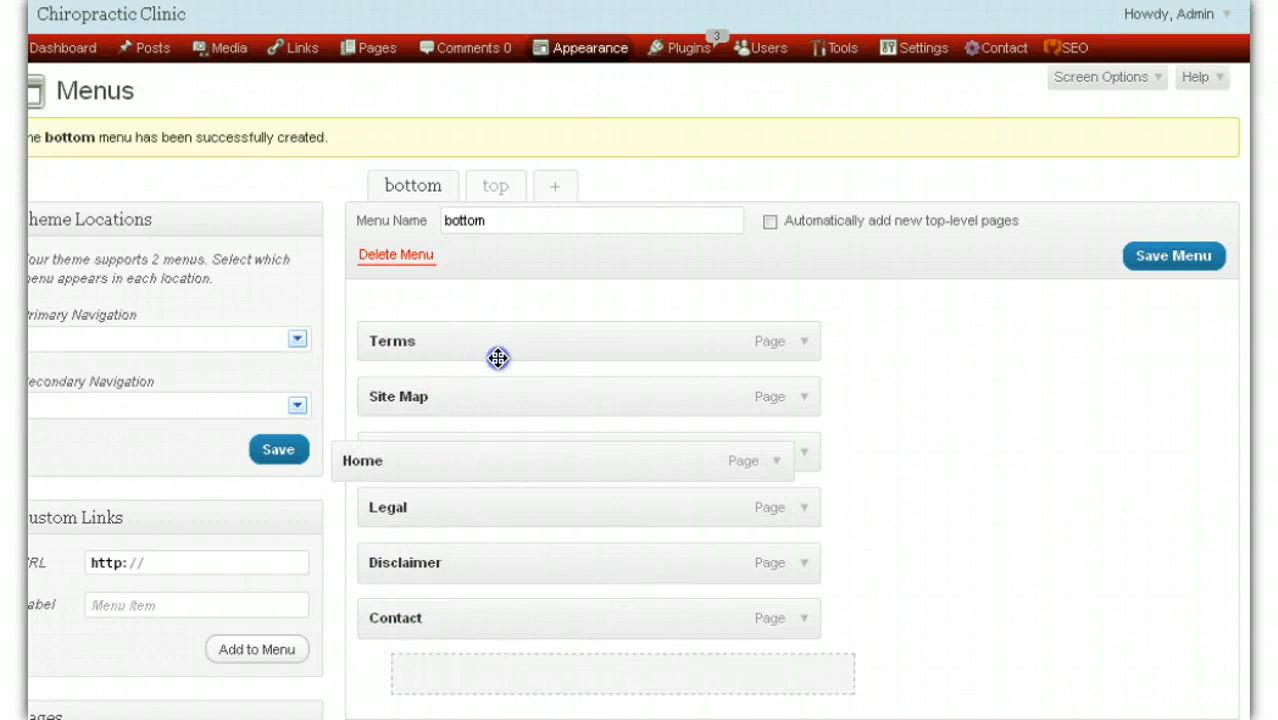 Chiropractic Clinic
Howdy, Admin
Dashboard Posts Media Links Pages Comments 0 Appearance Plugins 3 Users Tools Settings Contact SEO
Screen Options Help
Menus
he bottom menu has been successfully created.
bottom top +
heme Locations
Menu Name bottom Automatically add new top-level pages
Delete Menu
Save Menu
our theme supports 2 menus. Select which
enu appears in each location.
rimary Navigation
econdary Navigation
Save
Terms Page
Site Map Page
Home Page
Legal Page
Disclaimer Page
Contact Page
ustom Links
RL http://
abel Menu Item
Add to Menu
ages